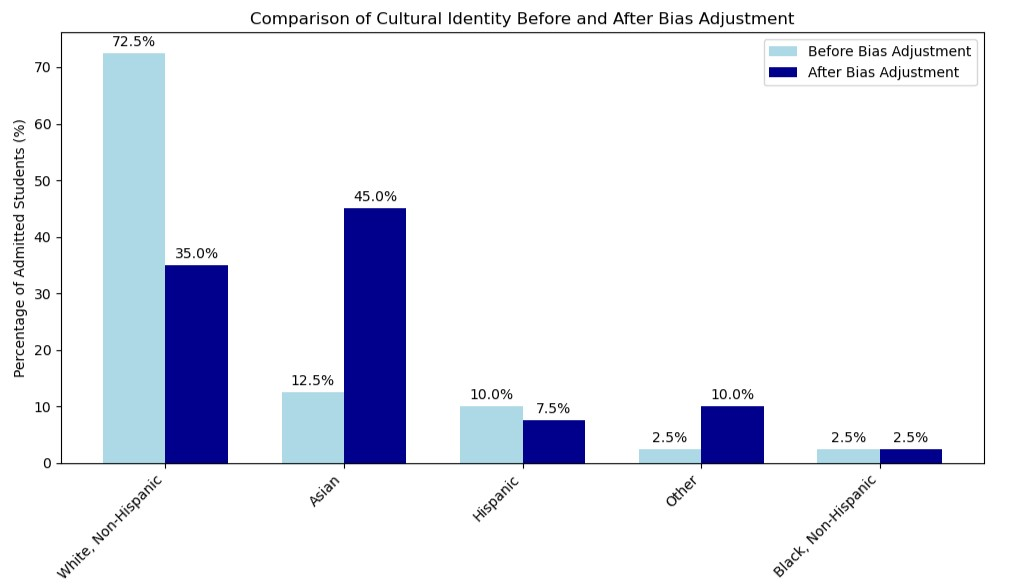 Comparison of Cultural Identity Before and After Bias Adjustment
Before Bias Adjustment
After Bias Adjustment
Percentage of Admitted Students (%)
70
60
50
40
30
20
10
0
72.5%
35.0%
12.5%
45.0%
10.0%
7.5%
2.5%
10.0%
2.5%
2.5%
White, Non-Hispanic
Asian
Hispanic
Other
Black, Non-Hispanic